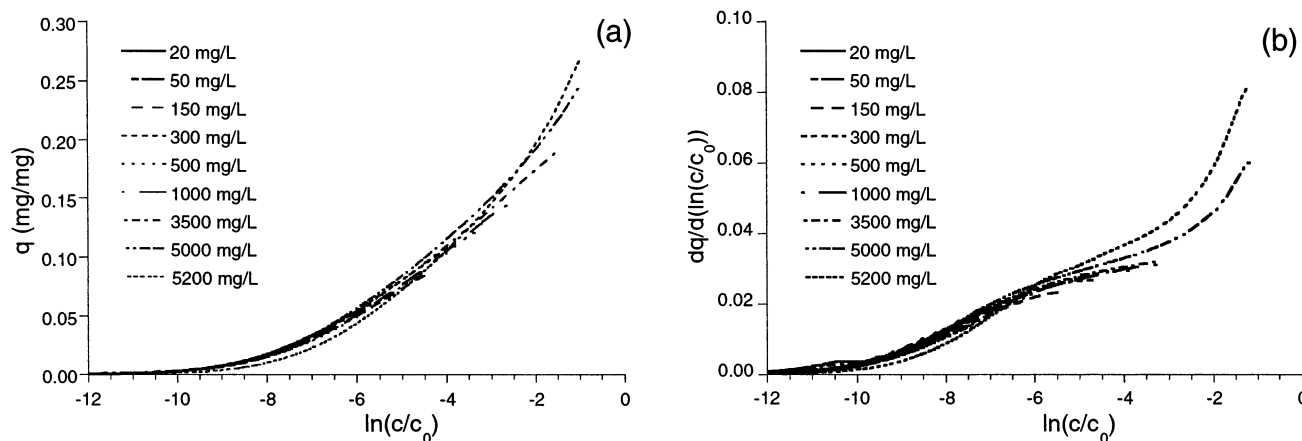 (a)
q (mg/mg)
0.30
0.25
0.20
0.15
0.10
0.05
0.00
20 mg/L
50 mg/L
150 mg/L
300 mg/L
500 mg/L
1000 mg/L
3500 mg/L
5000 mg/L
5200 mg/L
-12 -10 -8 -6 -4 -2 0
ln(c/c0)
(b)
dq/d(ln(c/c0))
0.10
0.08
0.06
0.04
0.02
0.00
20 mg/L
50 mg/L
150 mg/L
300 mg/L
500 mg/L
1000 mg/L
3500 mg/L
5000 mg/L
5200 mg/L
-12 -10 -8 -6 -4 -2 0
ln(c/c0)